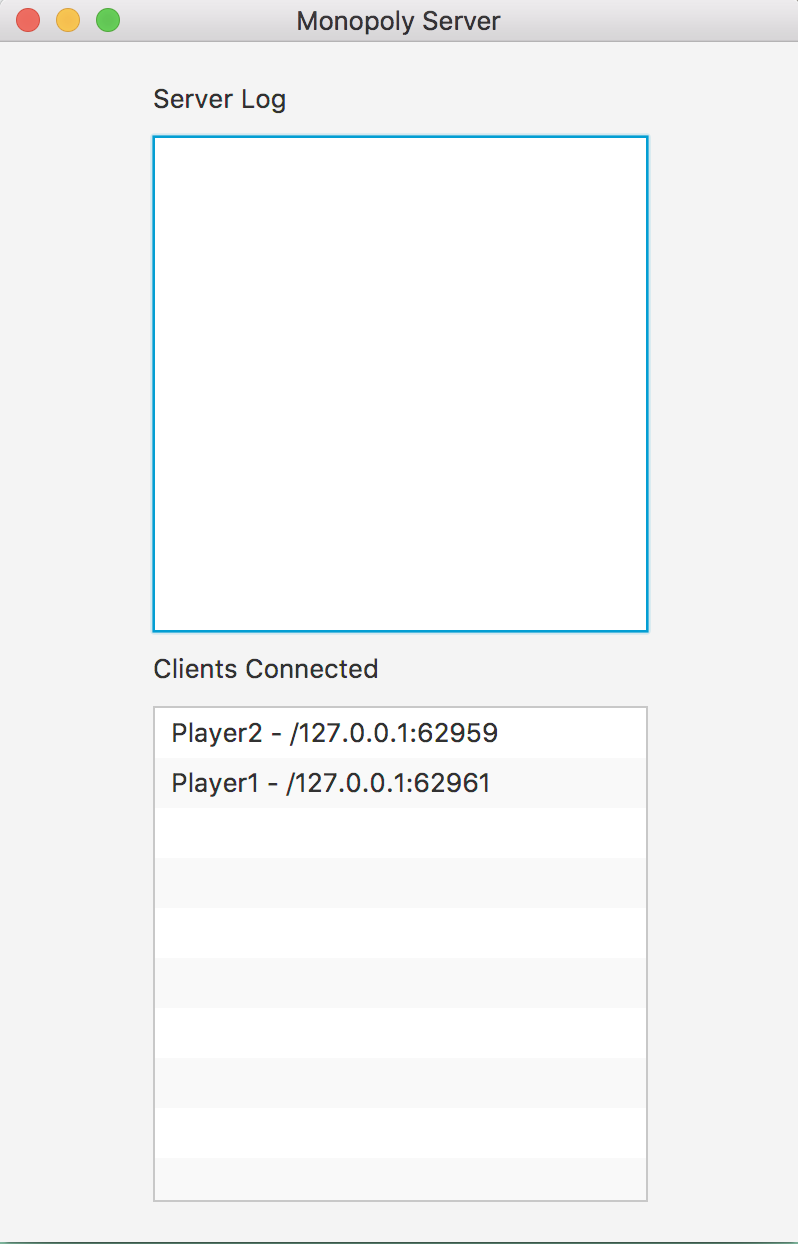 Monopoly Server
Server Log
Clients Connected
Player2 - /127.0.0.1:62959
Player1 - /127.0.0.1:62961